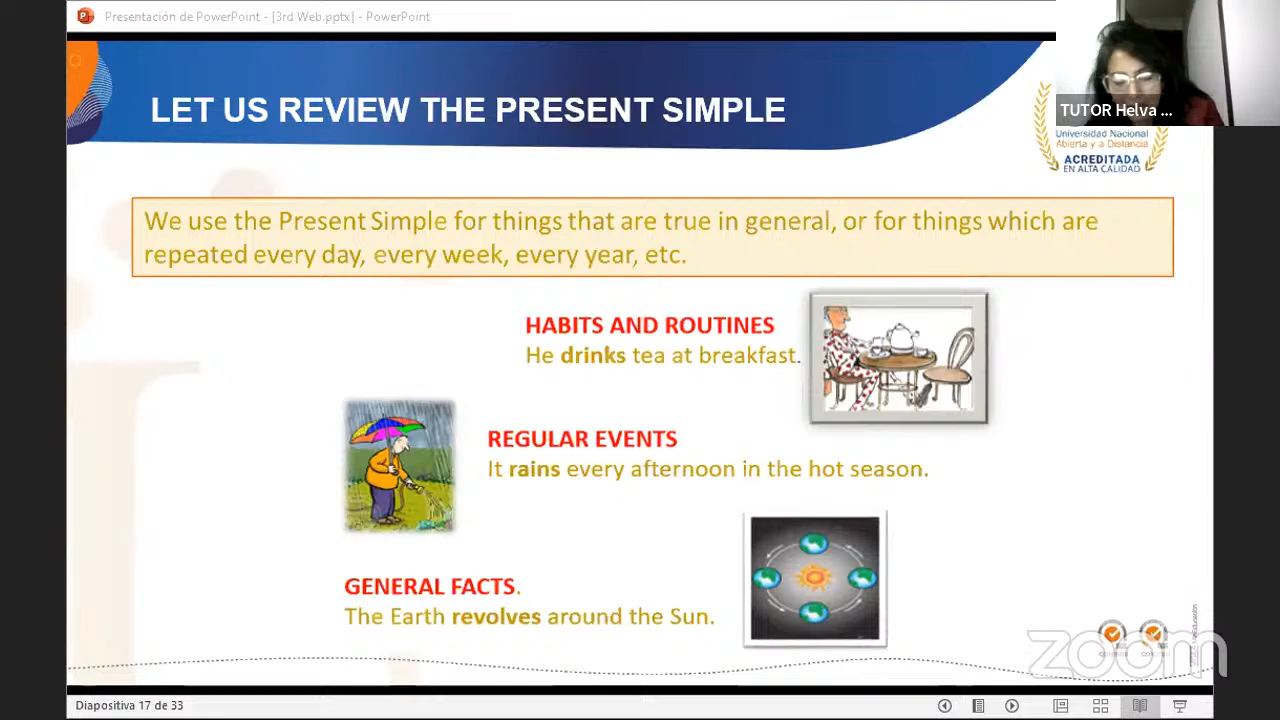 Presentación de PowerPoint - [3rd Web.pptx] - PowerPoint
TUTOR Helva ...
LET US REVIEW THE PRESENT SIMPLE
Universidad Nacional
Abierta y a Distancia
ACREDITADA
EN ALTA CALIDAD
We use the Present Simple for things that are true in general, or for things which are
repeated every day, every week, every year, etc.
HABITS AND ROUTINES
He drinks tea at breakfast.
REGULAR EVENTS
It rains every afternoon in the hot season.
GENERAL FACTS.
The Earth revolves around the Sun.
zoom
Diapositiva 17 de 33